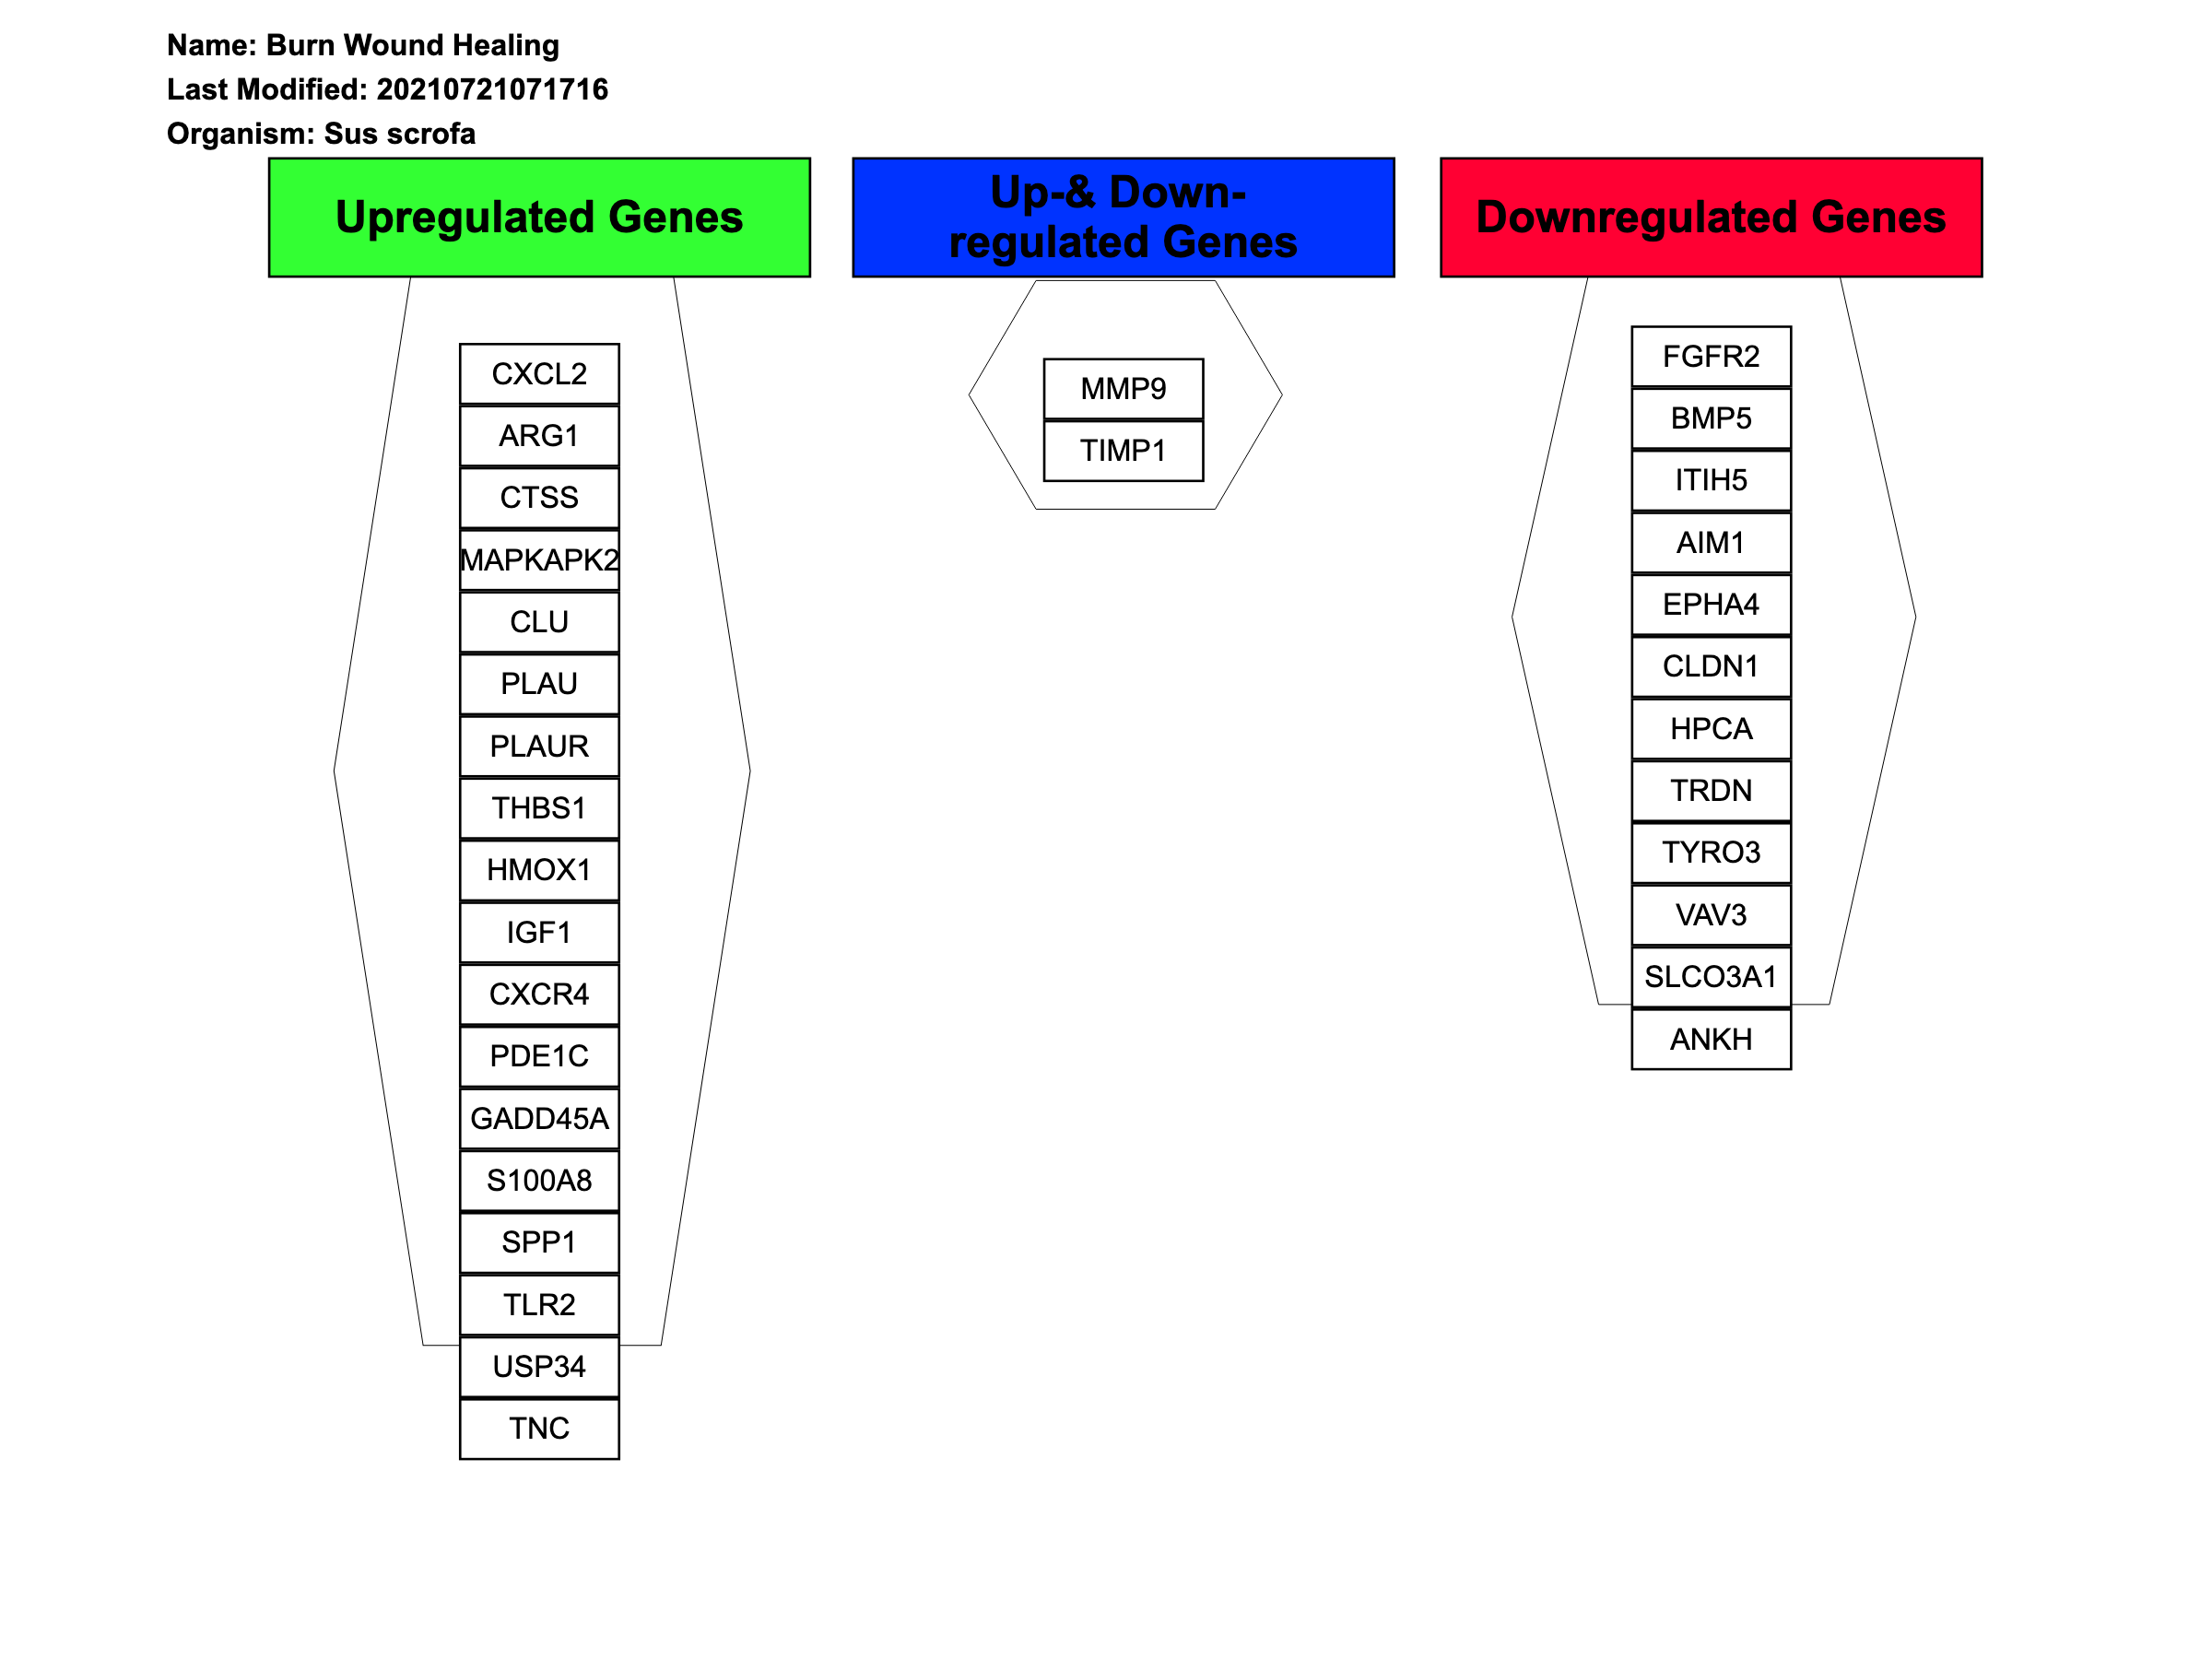 Name: Burn Wound Healing
Last Modified: 20210721071716
Organism: Sus scrofa
Upregulated Genes
CXCL2
ARG1
CTSS
MAPKAPK2
CLU
PLAU
PLAUR
THBS1
HMOX1
IGF1
CXCR4
PDE1C
GADD45A
S100A8
SPP1
TLR2
USP34
TNC
Up-& Down-
regulated Genes
MMP9
TIMP1
Downregulated Genes
FGFR2
BMP5
ITIH5
AIM1
EPHA4
CLDN1
HPCA
TRDN
TYRO3
VAV3
SLCO3A1
ANKH